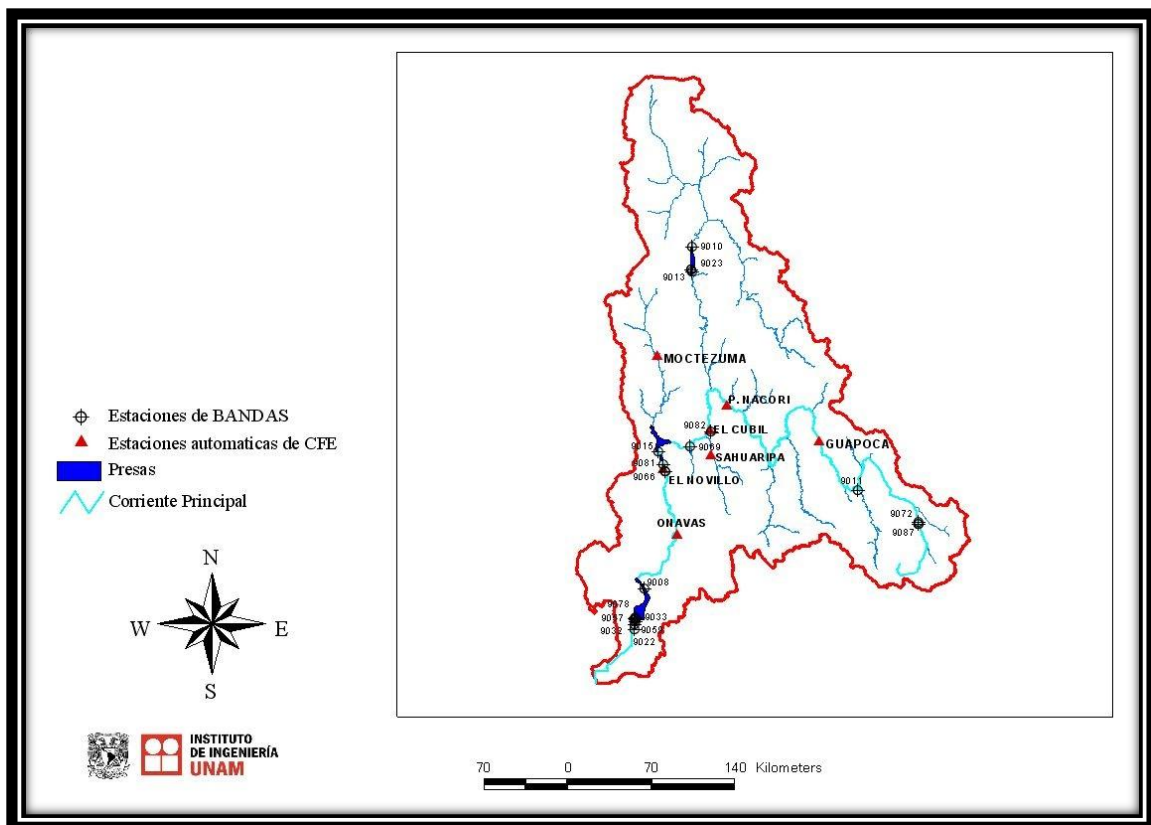 9010
9023
9013
MOCTEZUMA
P.NACORI
9082
EL CUBIL
9015
9069
SAHUARIPA
GUAPOCA
9081
9066
EL NOVILLO
9011
9072
9087
ONAVAS
9008
9078
9033
9032
9022
Estaciones de BANDAS
Estaciones automaticas de CFE
Presas
Corriente Principal
N
W
E
S
INSTITUTO
DE INGENIERÍA
UNAM
70 0 70 140 Kilometers